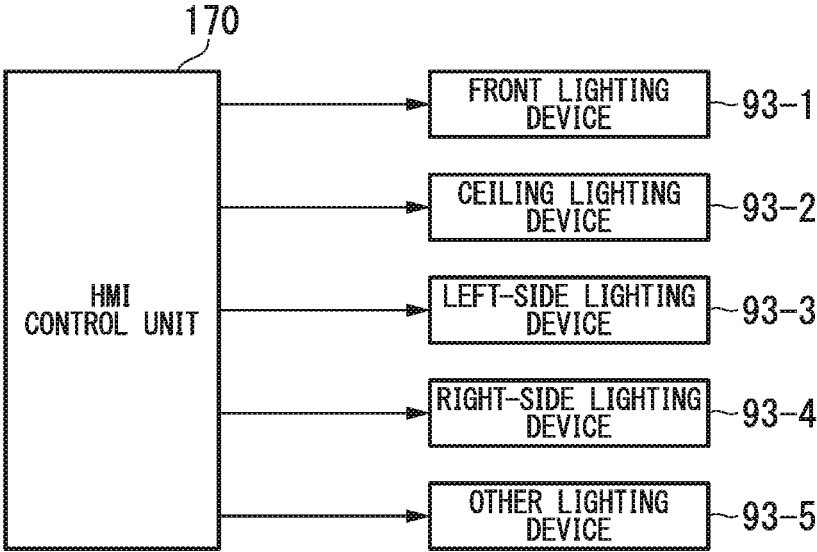 170
HMI
CONTROL UNIT
FRONT LIGHTING
DEVICE
93-1
CEILING LIGHTING
DEVICE
93-2
LEFT-SIDE LIGHTING
DEVICE
93-3
RIGHT-SIDE LIGHTING
DEVICE
93-4
OTHER LIGHTING
DEVICE
93-5